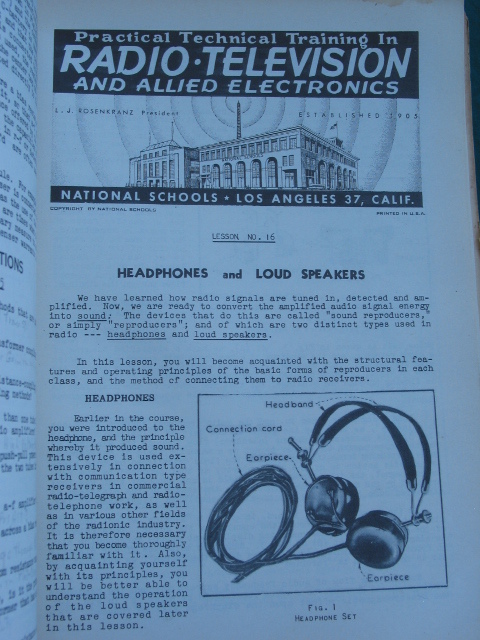 Practical Technical Training In
RADIO·TELEVISION
AND ALLIED ELECTRONICS
L. J. ROSENKRANZ President
ESTABLISHED 1905
NATIONAL SCHOOLS ★ LOS ANGELES 37, CALIF.
COPYRIGHT BY NATIONAL SCHOOLS
PRINTED IN U.S.A.
LESSON NO. 16
HEADPHONES and LOUD SPEAKERS
We have learned how radio signals are tuned in, detected and am-
plified. Now, we are ready to convert the amplified audio signal energy
into sound. The devices that do this are called "sound reproducers,"
or simply "reproducers"; and of which are two distinct types used in
radio --- headphones and loud speakers.
In this lesson, you will become acquainted with the structural fea-
tures and operating principles of the basic forms of reproducers in each
class, and the method of connecting them to radio receivers.
HEADPHONES
Earlier in the course,
you were introduced to the
headphone, and the principle
whereby it produced sound.
This device is used ex-
tensively in connection
with communication type
receivers in commercial
radio-telegraph and radio-
telephone work, as well
as in various other fields
of the radionic industry.
It is therefore necessary
that you become thoroughly
familiar with it. Also,
by acquainting yourself
with its principles, you
will be better able to
understand the operation
of the loud speakers
that are covered later
in this lesson.
Headband
Connection cord
Earpiece
Earpiece
FIG. 1
HEADPHONE SET